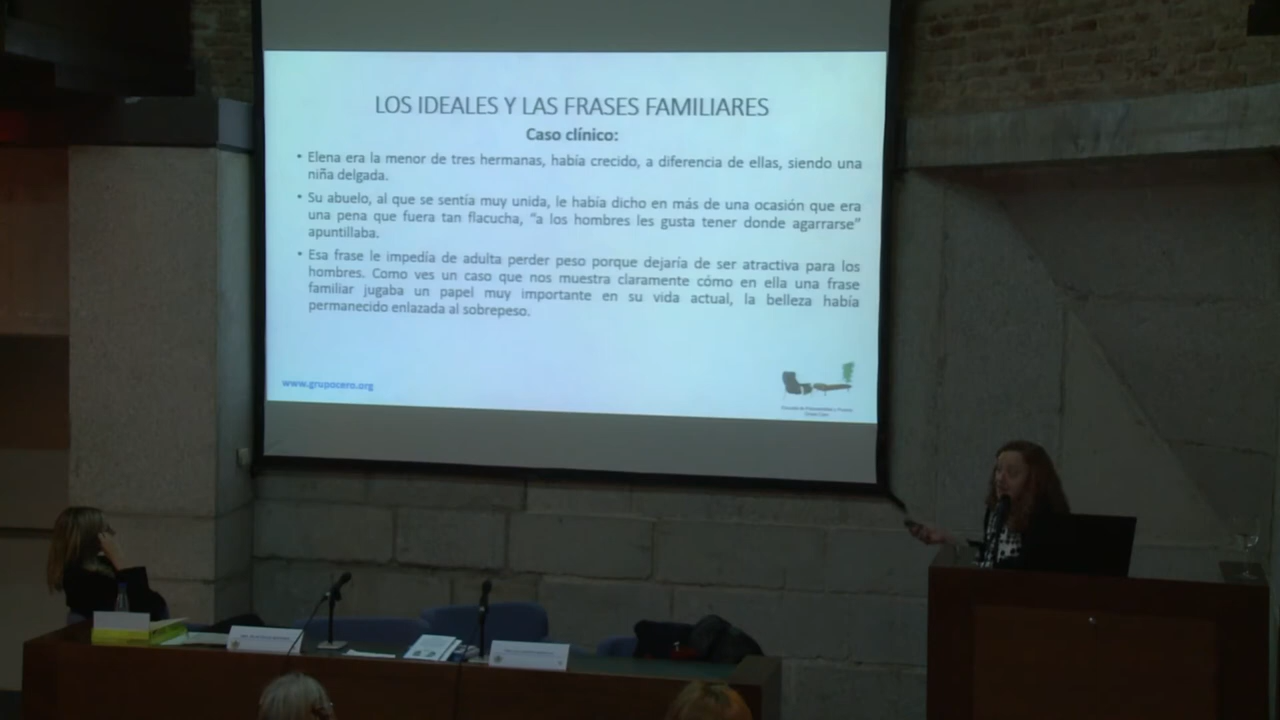 LOS IDEALES Y LAS FRASES FAMILIARES
Caso clínico:
• Elena era la menor de tres hermanas, había crecido, a diferencia de ellas, siendo una
niña delgada.
• Su abuelo, al que se sentía muy unida, le había dicho en más de una ocasión que era
una pena que fuera tan flacucha, "a los hombres les gusta tener donde agarrarse"
apuntillaba.
• Esa frase le impedía de adulta perder peso porque dejaría de ser atractiva para los
hombres. Como ves un caso que nos muestra claramente cómo en ella una frase
familiar jugaba un papel muy importante en su vida actual, la belleza había
permanecido enlazada al sobrepeso.
www.grupocero.org